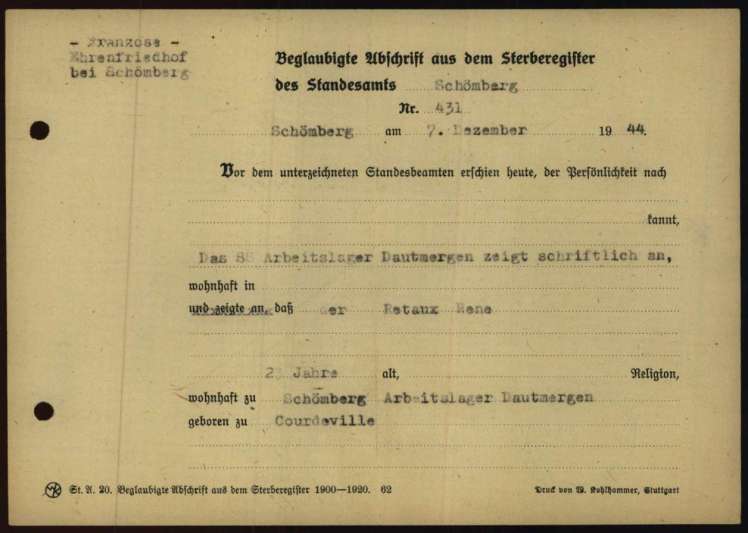 - Franzose -
Ehrenfriedhof
bei Schömberg
Beglaubigte Abschrift aus dem Sterberegister
des Standesamts Schömberg
Nr. 431
Schömberg am 7. Dezember 19 44.
Vor dem unterzeichneten Standesbeamten erschien heute, der Persönlichkeit nach
kannt,
Das SS Arbeitslager Dautmergen zeigt schriftlich an,
wohnhaft in
und zeigte an, daß der Retaux Rene
Jahre alt, Religion,
wohnhaft zu Schömberg Arbeitslager Dautmergen
geboren zu Courdeville
St. A. 20. Beglaubigte Abschrift aus dem Sterberegister 1900—1920. 62
Druck von W. Kohlhammer, Stuttgart